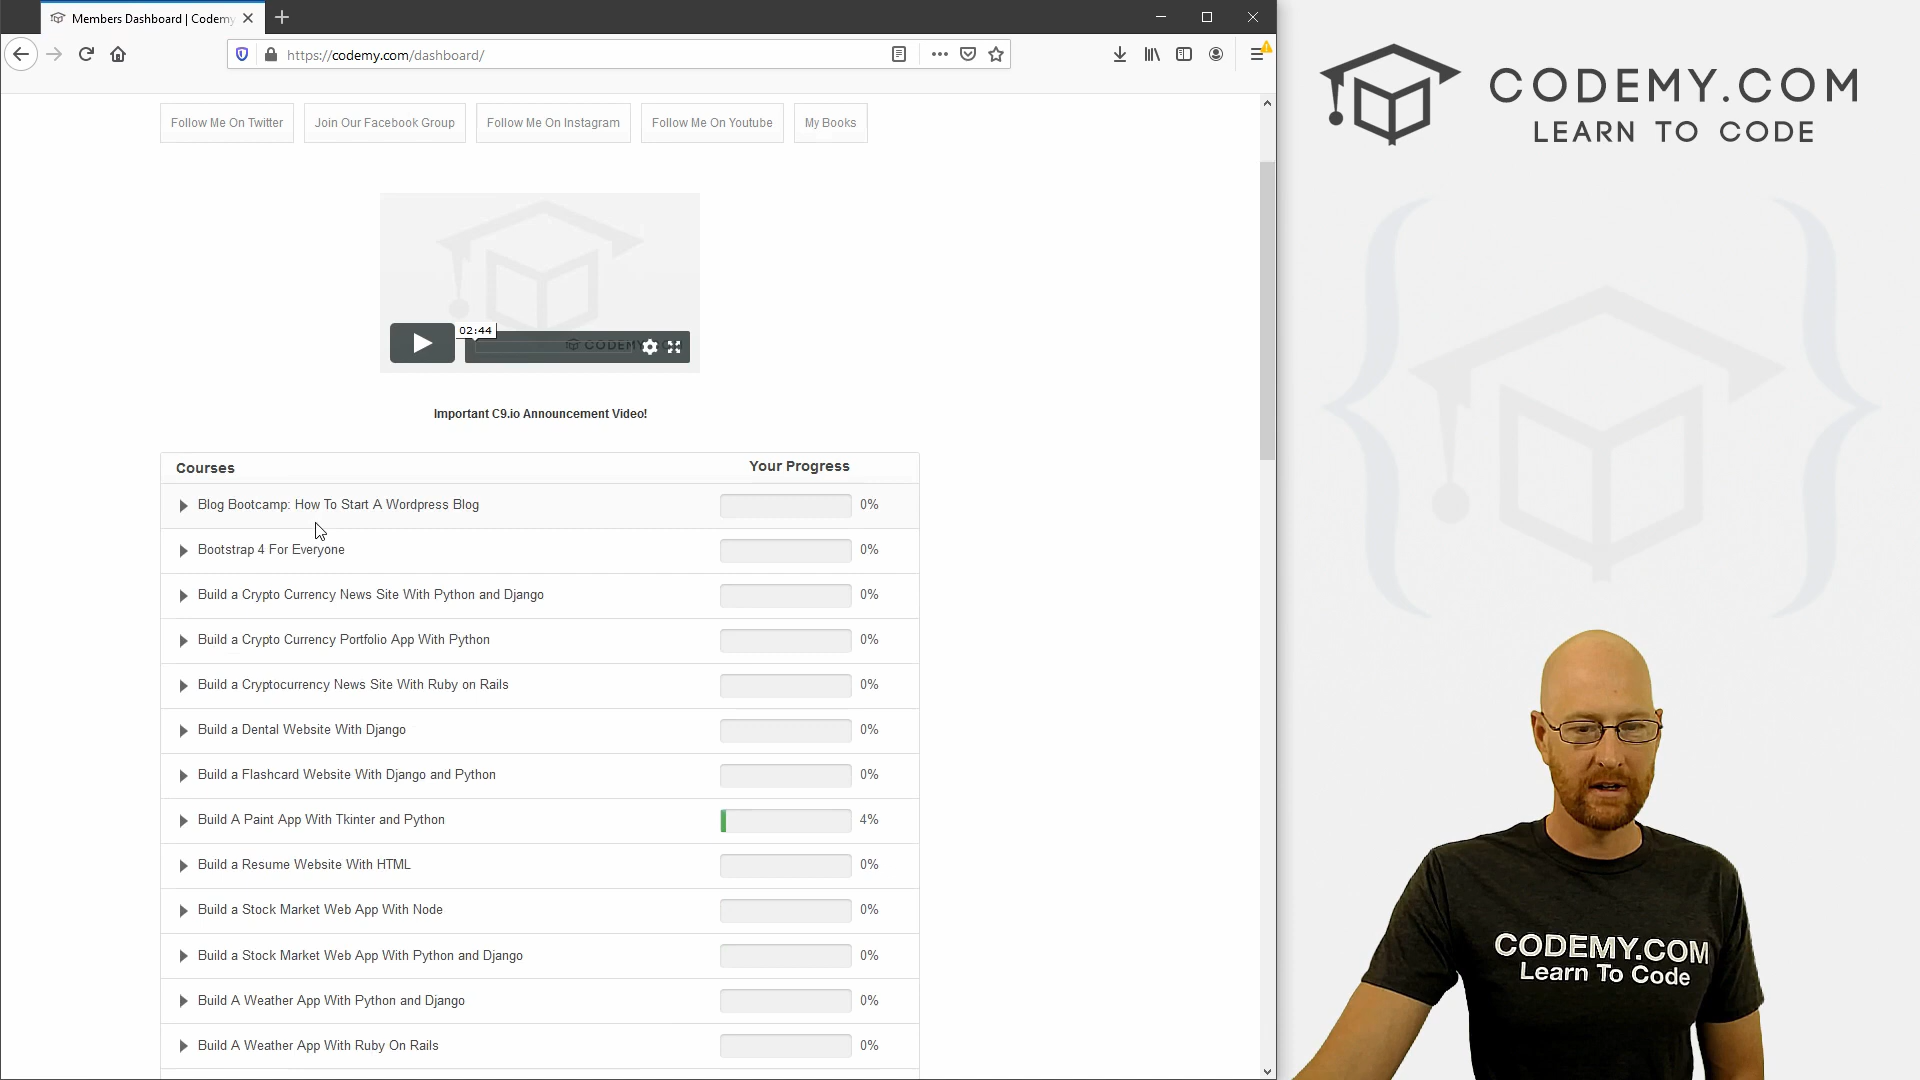 Members Dashboard | Codemy
https://codemy.com/dashboard/
CODEMY.COM
LEARN TO CODE
Follow Me On Twitter
Join Our Facebook Group
Follow Me On Instagram
Follow Me On Youtube
My Books
02:44
CODEMY
Important C9.io Announcement Video!
Courses Your Progress
Blog Bootcamp: How To Start A Wordpress Blog 0%
Bootstrap 4 For Everyone 0%
Build a Crypto Currency News Site With Python and Django 0%
Build a Crypto Currency Portfolio App With Python 0%
Build a Cryptocurrency News Site With Ruby on Rails 0%
Build a Dental Website With Django 0%
Build a Flashcard Website With Django and Python 0%
Build A Paint App With Tkinter and Python 4%
Build a Resume Website With HTML 0%
Build a Stock Market Web App With Node 0%
Build a Stock Market Web App With Python and Django 0%
Build A Weather App With Python and Django 0%
Build A Weather App With Ruby On Rails 0%
CODEMY.COM
Learn To Code